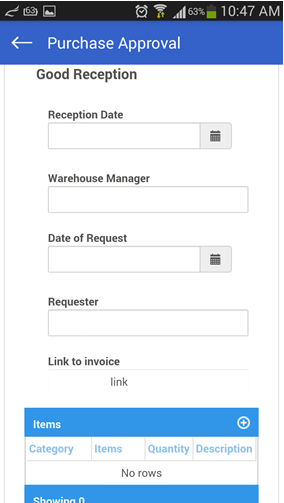 63 63% 10:47 AM
Purchase Approval
Good Reception
Reception Date
Warehouse Manager
Date of Request
Requester
Link to invoice
link
Items
Category Items Quantity Description
No rows
Showing 0